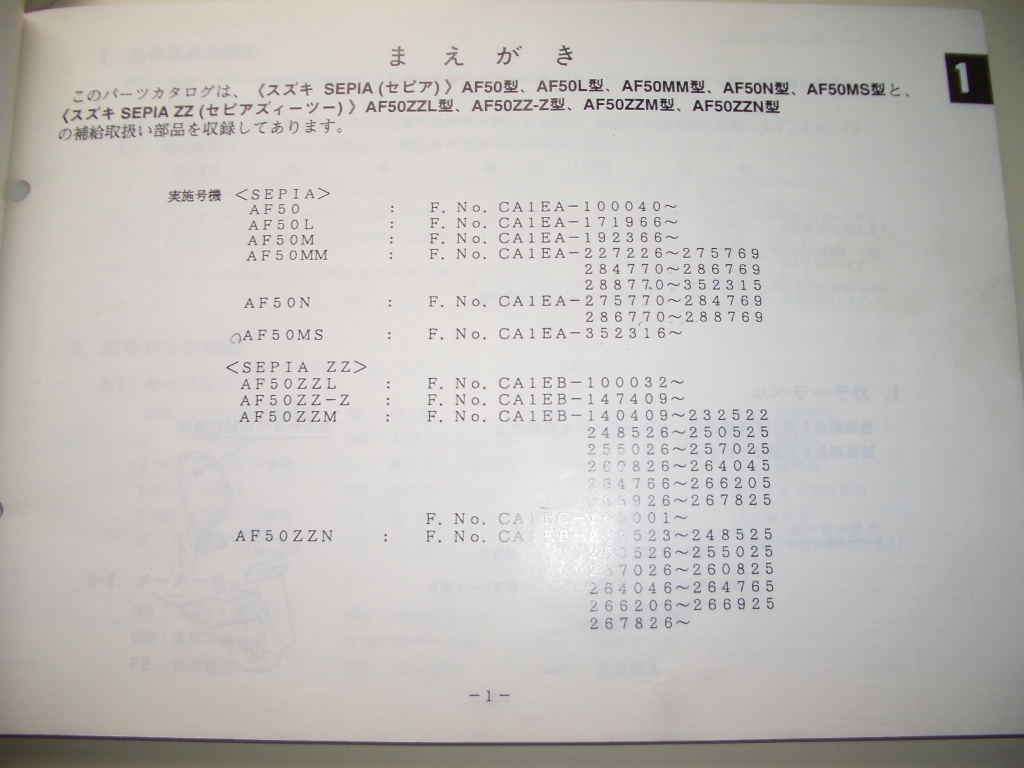 まえがき
1
このパーツカタログは、《スズキ SEPIA (セピア) 》AF50型、AF50L型、AF50MM型、AF50N型、AF50MS型と、
《スズキ SEPIA ZZ (セピアズィーツー) 》AF50ZZL型、AF50ZZ-Z型、AF50ZZM型、AF50ZZN型
の補給取扱い部品を収録してあります。
実施号機 <SEPIA>
AF50 : F. No. CA1EA-100040~
AF50L : F. No. CA1EA-171966~
AF50M : F. No. CA1EA-192366~
AF50MM : F. No. CA1EA-227226~275769
284770~286769
288770~352315
AF50N : F. No. CA1EA-275770~284769
286770~288769
AF50MS : F. No. CA1EA-352316~
<SEPIA ZZ>
AF50ZZL : F. No. CA1EB-100032~
AF50ZZ-Z : F. No. CA1EB-147409~
AF50ZZM : F. No. CA1EB-140409~232522
248526~250525
255026~257025
260826~264045
264766~266205
~267825
F. No.
AF50ZZN : F. No. ~248525
~255025
~260825
264046~264765
266206~266925
267826~
-1-